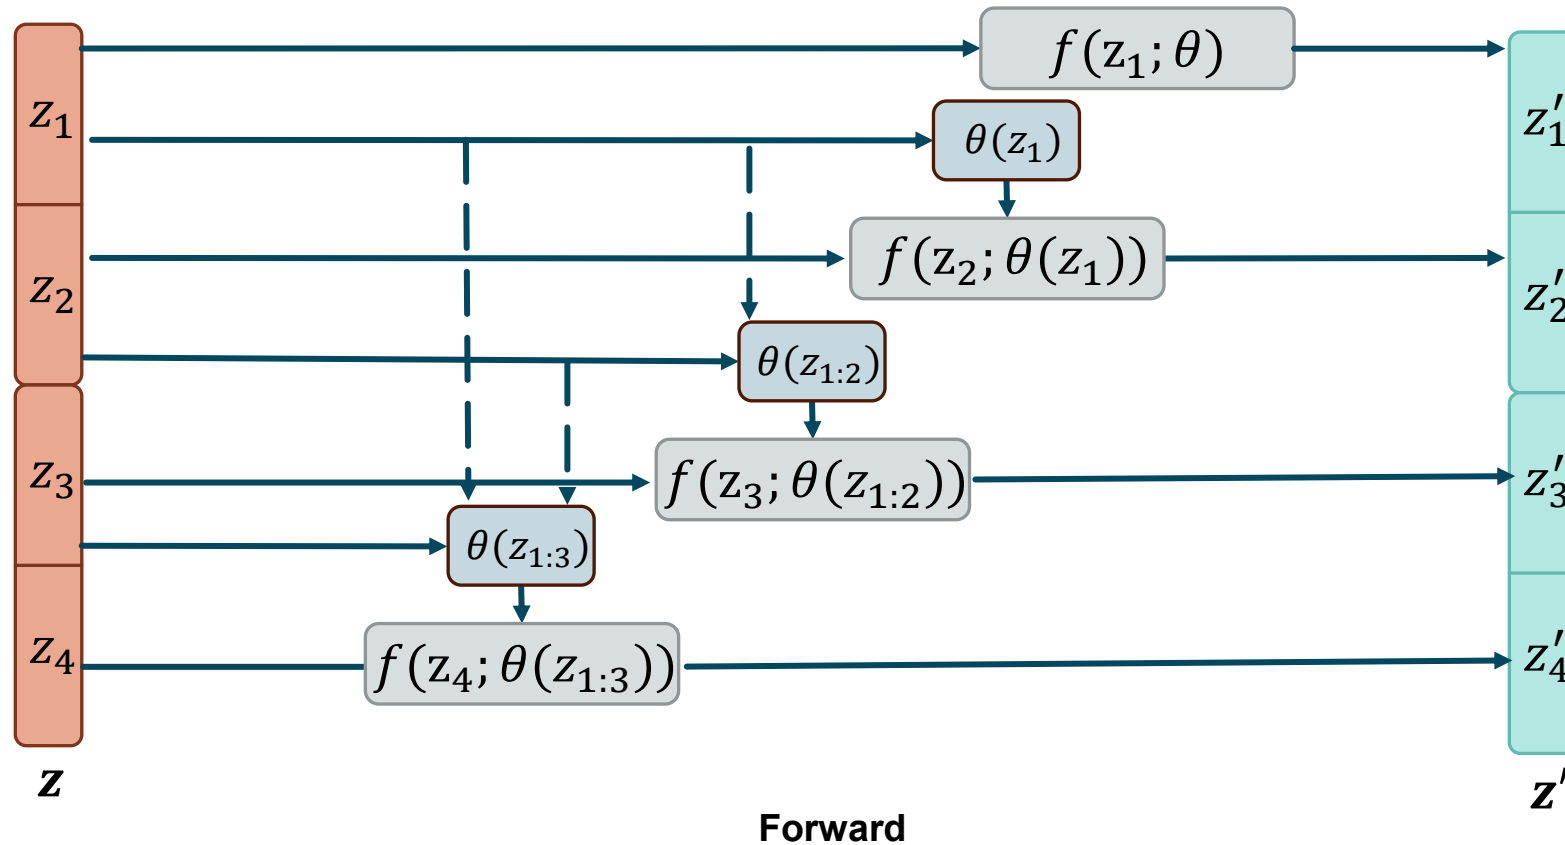 z₁
z₂
z₃
z₄
z
f(z₁; θ)
θ(z₁)
f(z₂; θ(z₁))
θ(z₁:₂)
f(z₃; θ(z₁:₂))
θ(z₁:₃)
f(z₄; θ(z₁:₃))
z′₁
z′₂
z′₃
z′₄
z′
Forward